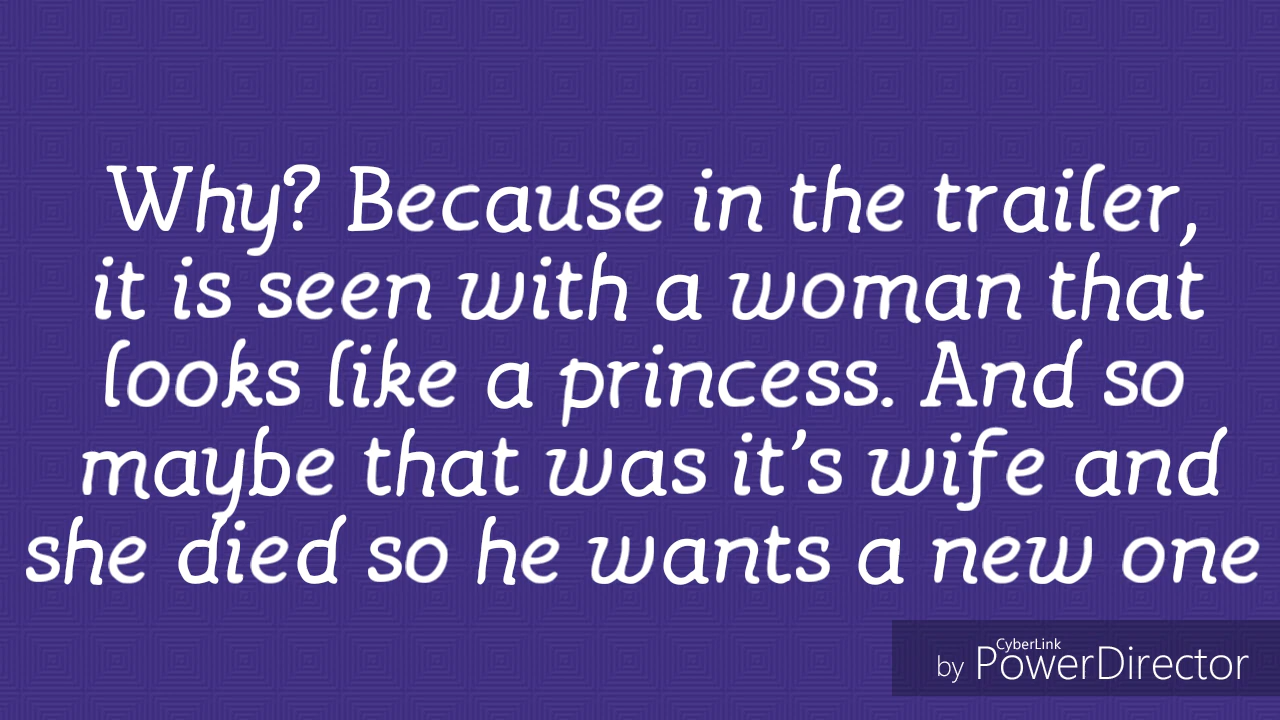 Why? Because in the trailer,
it is seen with a woman that
looks like a princess. And so
maybe that was it's wife and
she died so he wants a new one
CyberLink
by PowerDirector